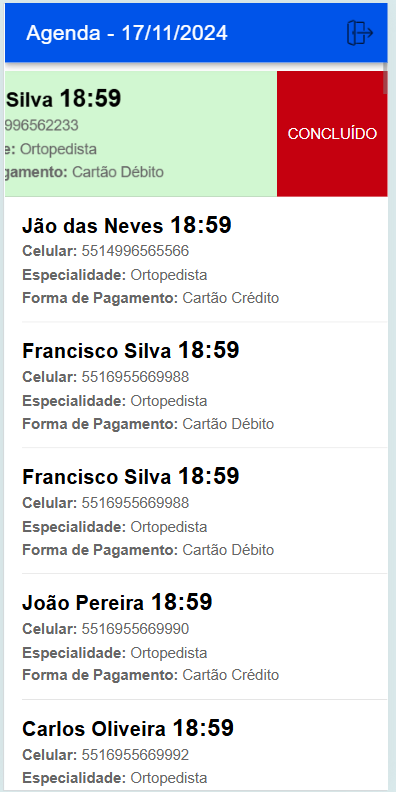 Agenda - 17/11/2024
Silva 18:59
996562233
CONCLUÍDO
e: Ortopedista
gamento: Cartão Débito
Jão das Neves 18:59
Celular: 5514996565566
Especialidade: Ortopedista
Forma de Pagamento: Cartão Crédito
Francisco Silva 18:59
Celular: 5516955669988
Especialidade: Ortopedista
Forma de Pagamento: Cartão Débito
Francisco Silva 18:59
Celular: 5516955669988
Especialidade: Ortopedista
Forma de Pagamento: Cartão Débito
João Pereira 18:59
Celular: 5516955669990
Especialidade: Ortopedista
Forma de Pagamento: Cartão Crédito
Carlos Oliveira 18:59
Celular: 5516955669992
Especialidade: Ortopedista